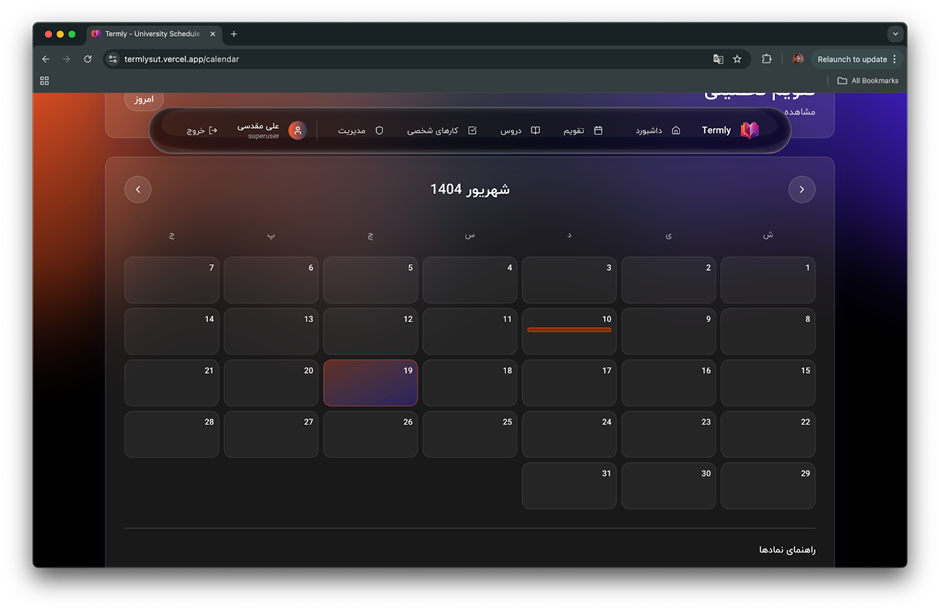 Termly - University Schedule
Relaunch to update
termlysut.vercel.app/calendar
All Bookmarks
امروز
تقویم تحصیلی
مشاهده
Termly داشبورد تقویم دروس کارهای شخصی مدیریت علی مقدسی خروج
superuser
شهریور 1404
ش ی د س چ پ ج
1 2 3 4 5 6 7
8 9 10 11 12 13 14
15 16 17 18 19 20 21
22 23 24 25 26 27 28
29 30 31
راهنمای نمادها